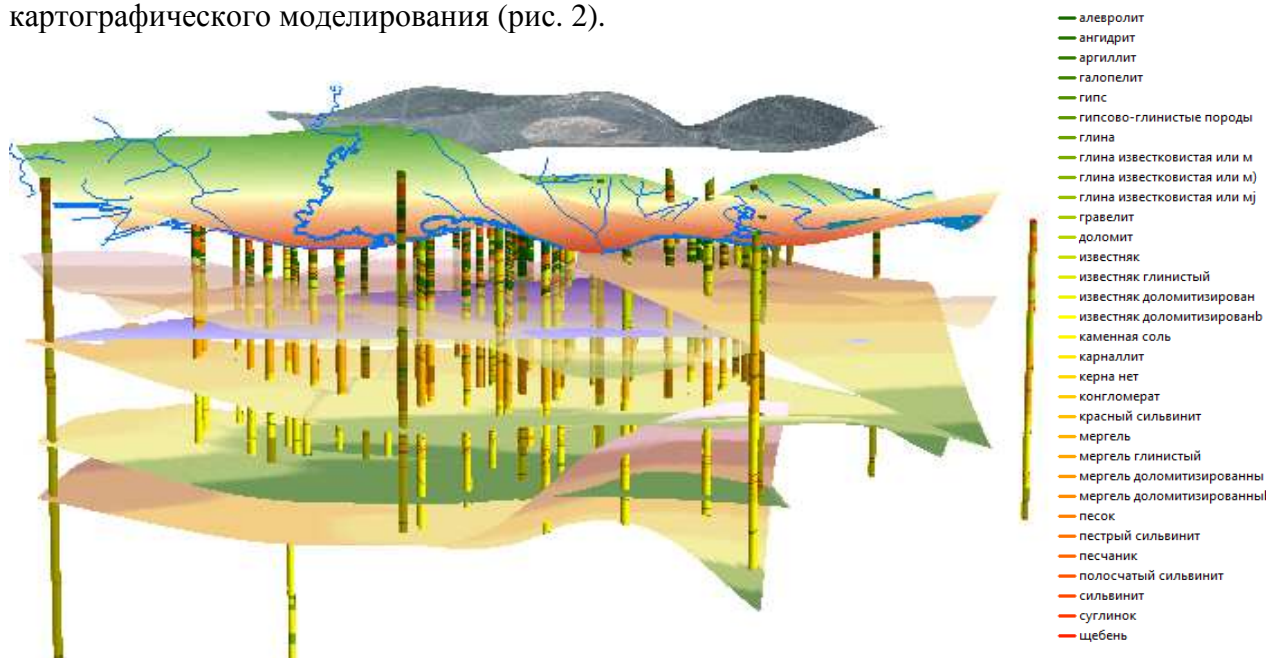 картографического моделирования (рис. 2).
алевролит
ангидрит
аргиллит
галопелит
гипс
гипсово-глинистые породы
глина
глина известковистая или м
глина известковистая или м)
глина известковистая или мj
гравелит
доломит
известняк
известняк глинистый
известняк доломитизирован
известняк доломитизированb
каменная соль
карналлит
керна нет
конгломерат
красный сильвинит
мергель
мергель глинистый
мергель доломитизированны
мергель доломитизированныl
песок
пестрый сильвинит
песчаник
полосчатый сильвинит
сильвинит
суглинок
щебень